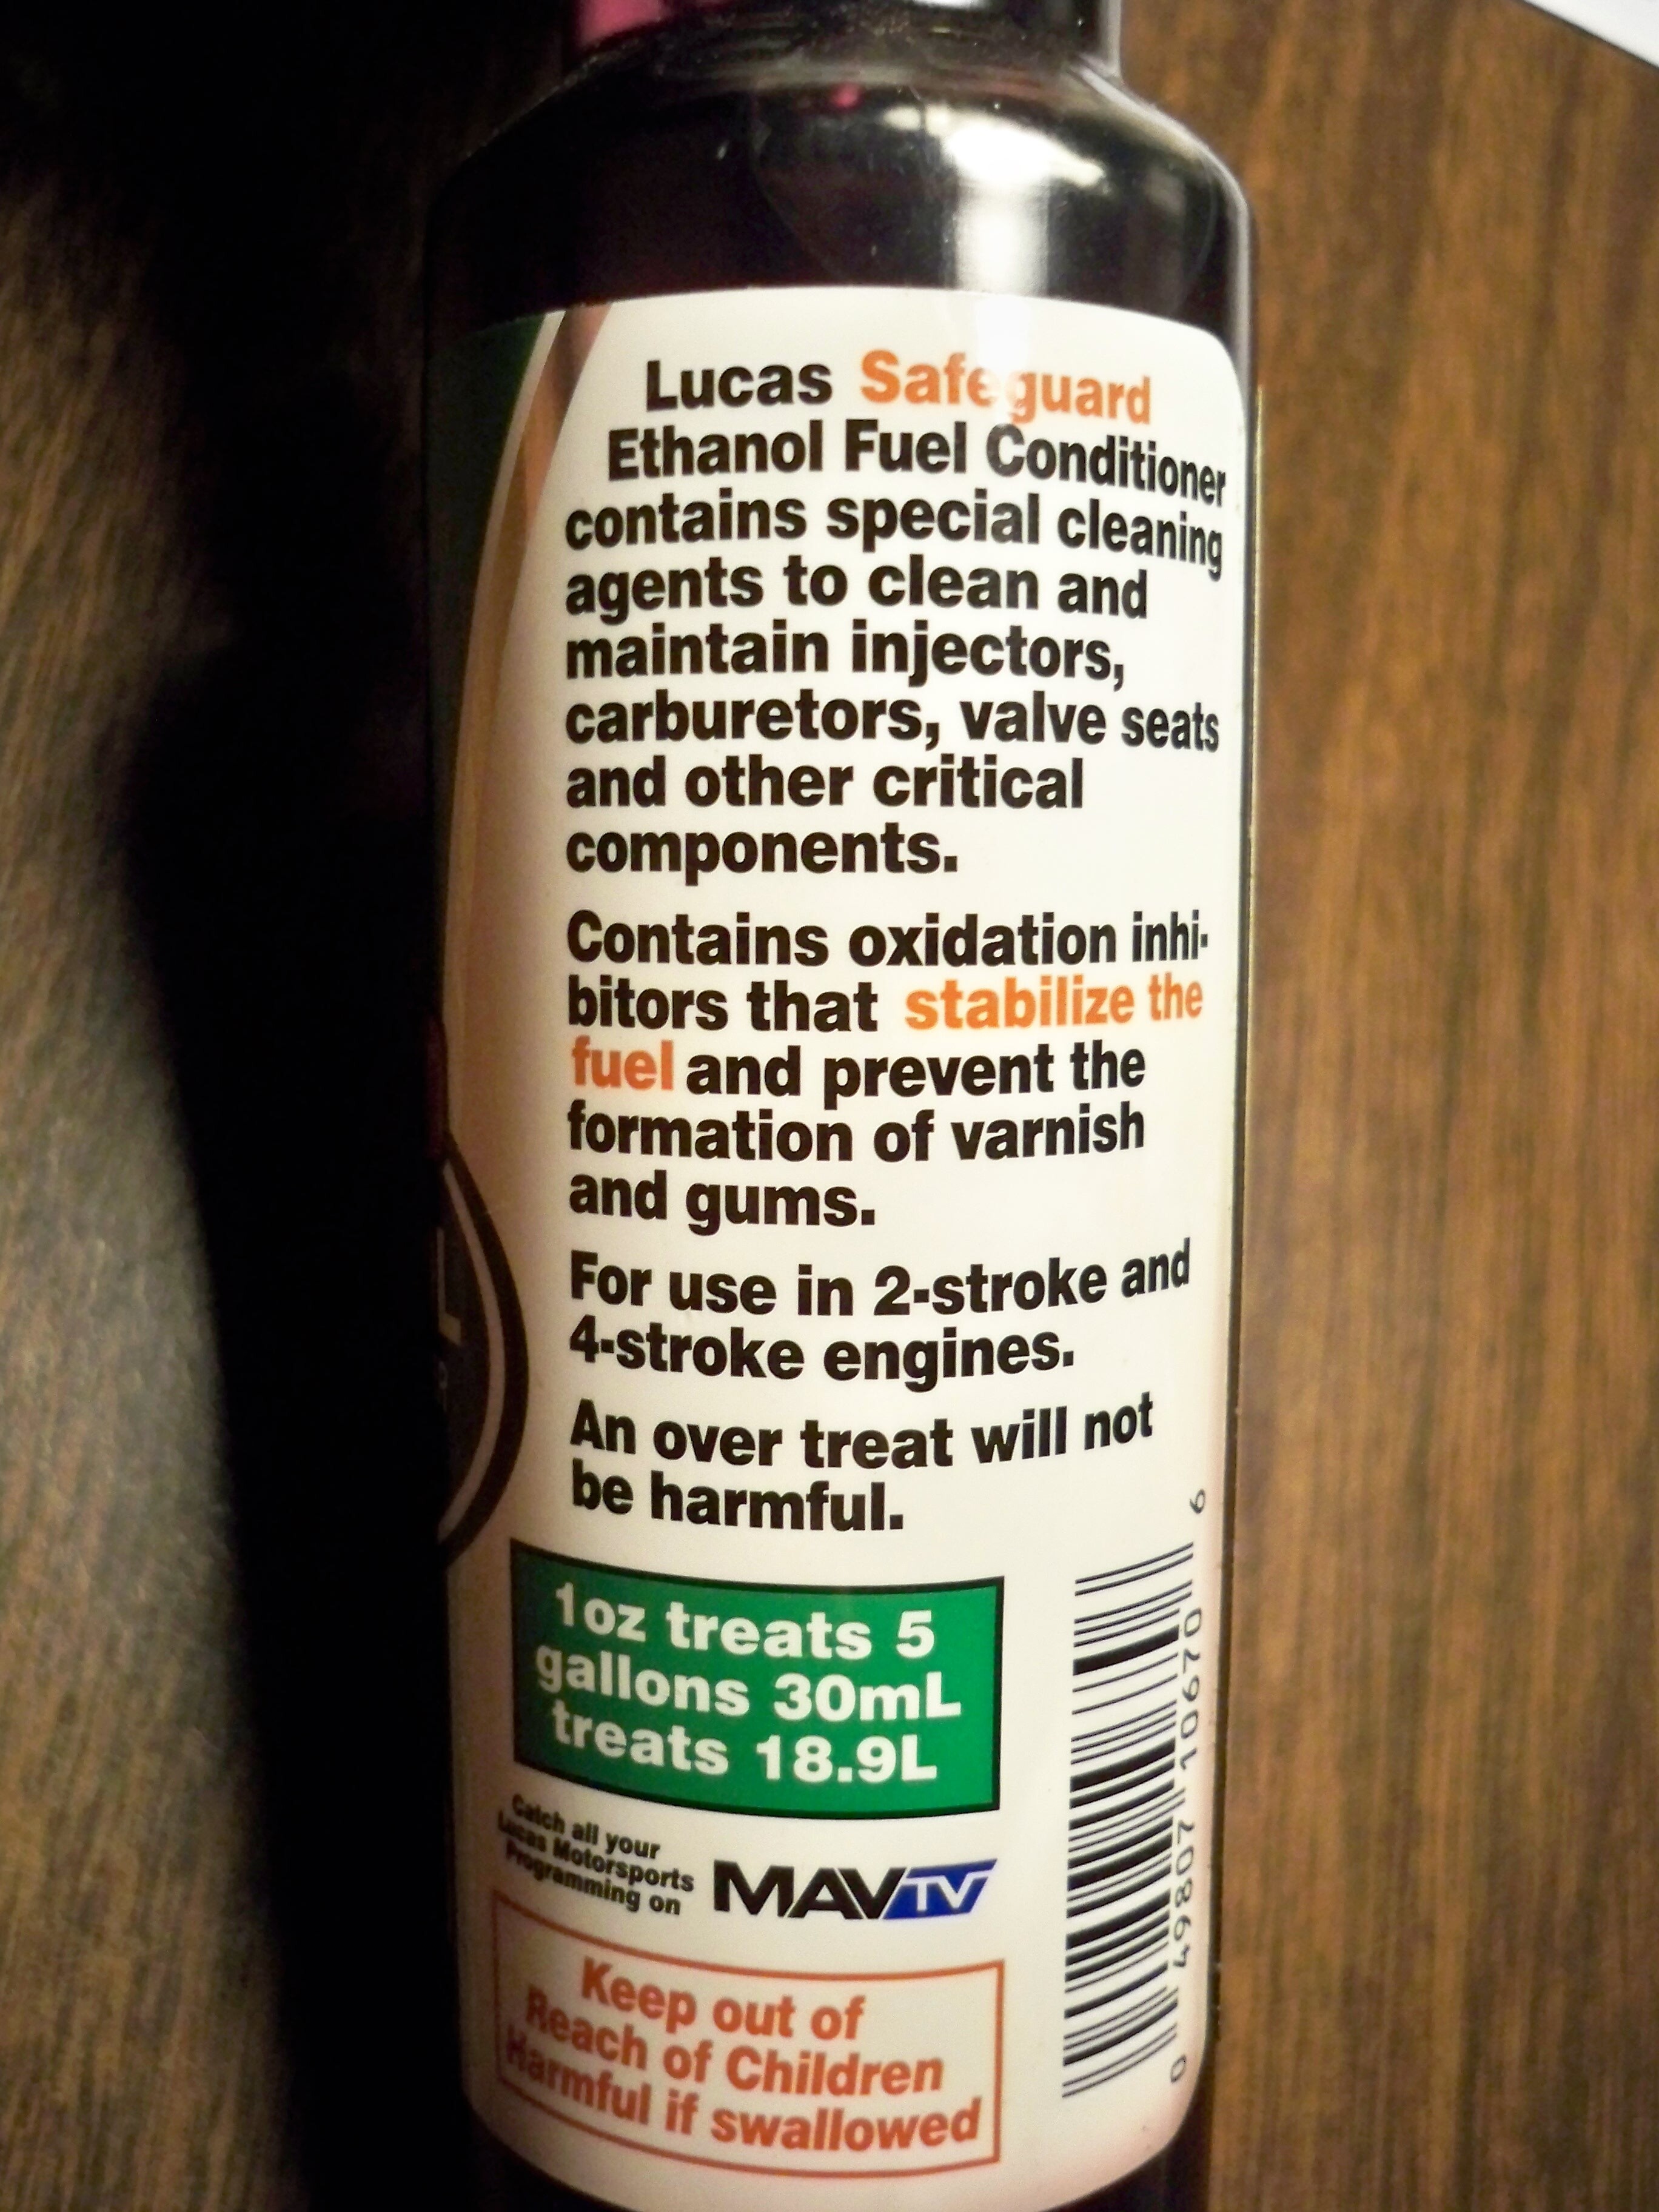 Lucas Safeguard
Ethanol Fuel Conditioner
contains special cleaning
agents to clean and
maintain injectors,
carburetors, valve seats
and other critical
components.
Contains oxidation inhi-
bitors that stabilize the
fuel and prevent the
formation of varnish
and gums.
For use in 2-stroke and
4-stroke engines.
An over treat will not
be harmful.
1oz treats 5
gallons 30mL
treats 18.9L
Catch all your
Lucas Motorsports
Programming on
MAVTV
Keep out of
Reach of Children
Harmful if swallowed
0 49807 10670 6